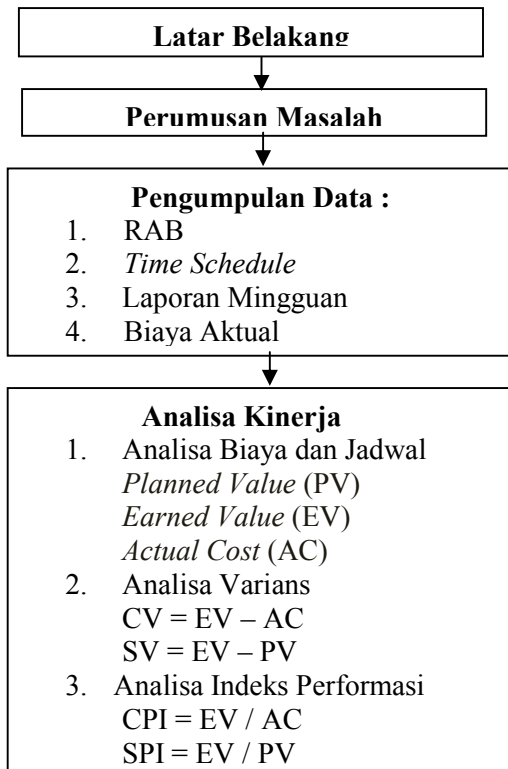 Latar Belakang
Perumusan Masalah
Pengumpulan Data :
1. RAB
2. Time Schedule
3. Laporan Mingguan
4. Biaya Aktual
Analisa Kinerja
1. Analisa Biaya dan Jadwal
Planned Value (PV)
Earned Value (EV)
Actual Cost (AC)
2. Analisa Varians
CV = EV – AC
SV = EV – PV
3. Analisa Indeks Performasi
CPI = EV / AC
SPI = EV / PV